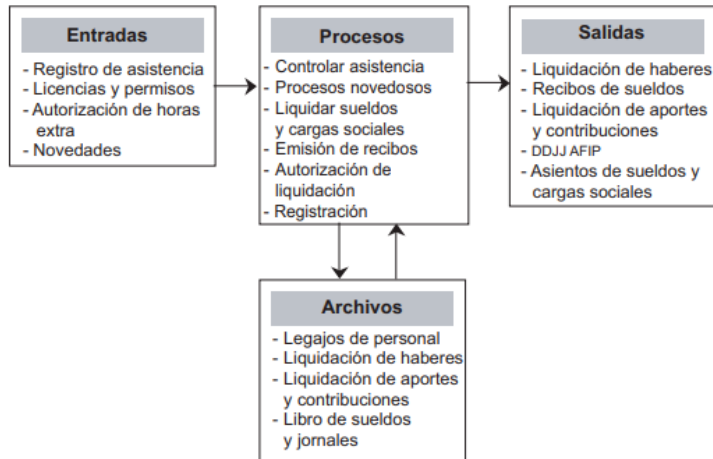 Entradas
- Registro de asistencia
- Licencias y permisos
- Autorización de horas
extra
- Novedades
Procesos
- Controlar asistencia
- Procesos novedosos
- Liquidar sueldos
y cargas sociales
- Emisión de recibos
- Autorización de
liquidación
- Registración
Salidas
- Liquidación de haberes
- Recibos de sueldos
- Liquidación de aportes
y contribuciones
- DDJJ AFIP
- Asientos de sueldos y
cargas sociales
Archivos
- Legajos de personal
- Liquidación de haberes
- Liquidación de aportes
y contribuciones
- Libro de sueldos
y jornales